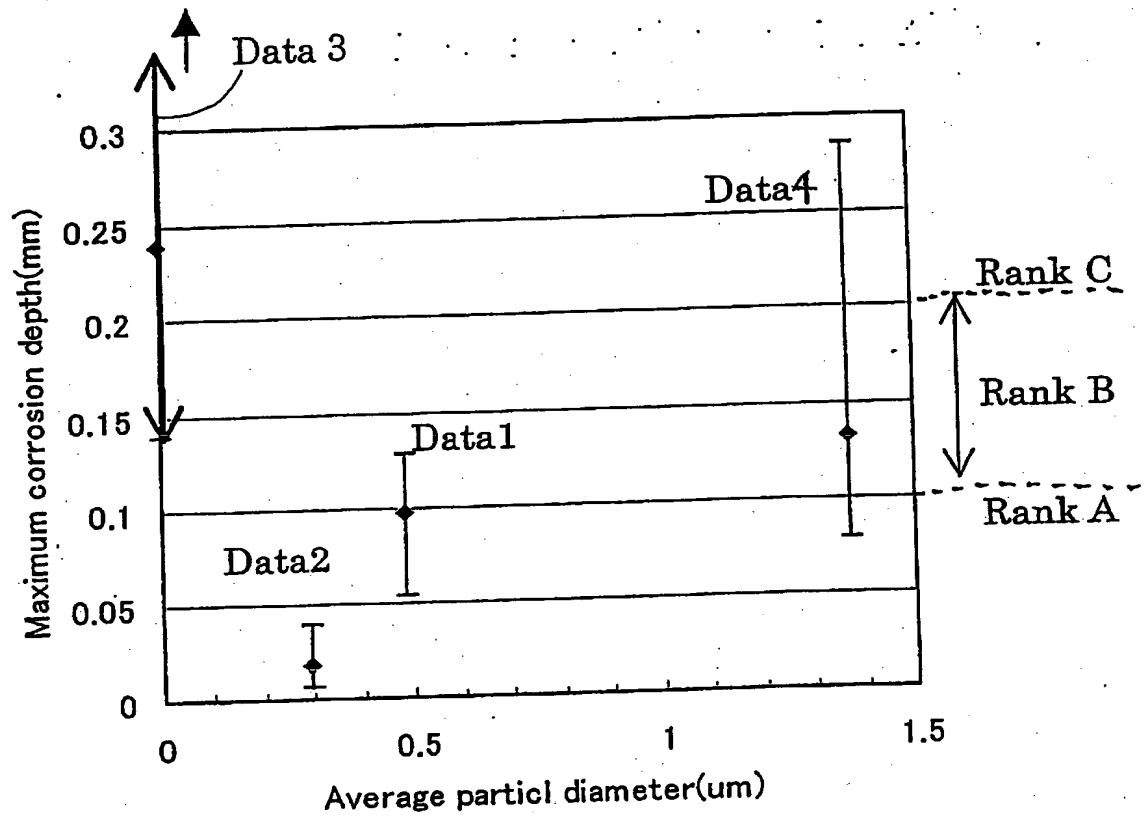 Data 3
0.3
Data4
0.25
Rank C
0.2
Rank B
0.15
Data1
0.1
Rank A
Data2
0.05
0
0
0.5
1
1.5
Maximum corrosion depth(mm)
Average particl diameter(um)